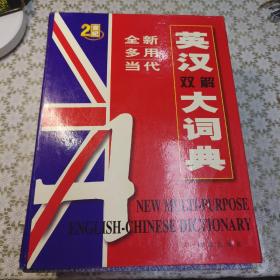 全新
多用
当代
英汉
双解
大词典
NEW MULTI-PURPOSE
ENGLISH-CHINESE DICTIONARY